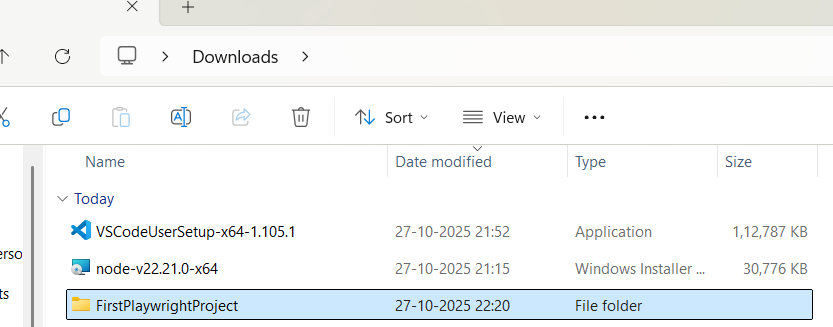 Downloads
Sort View
Name Date modified Type Size
Today
VSCodeUserSetup-x64-1.105.1 27-10-2025 21:52 Application 1,12,787 KB
node-v22.21.0-x64 27-10-2025 21:15 Windows Installer ... 30,776 KB
FirstPlaywrightProject 27-10-2025 22:20 File folder